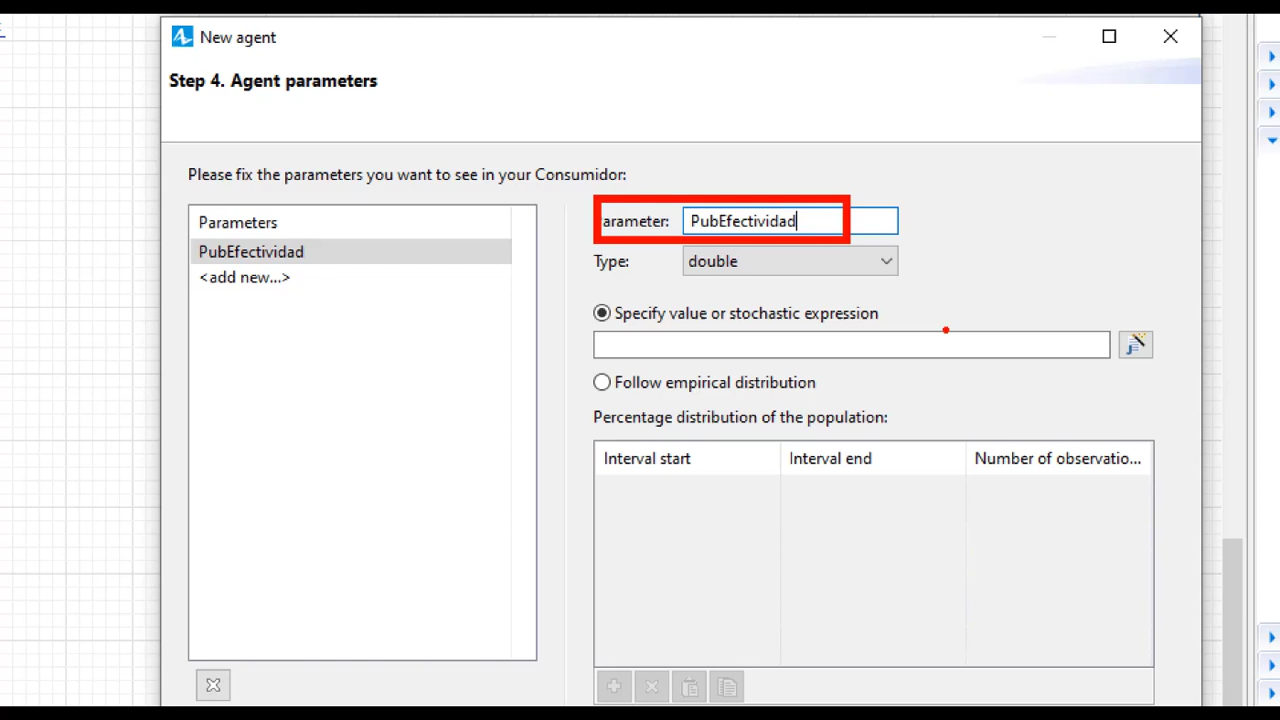 New agent
Step 4. Agent parameters
Please fix the parameters you want to see in your Consumidor:
Parameters
PubEfectividad
<add new...>
arameter: PubEfectividad
Type: double
Specify value or stochastic expression
Follow empirical distribution
Percentage distribution of the population:
Interval start Interval end Number of observatio...